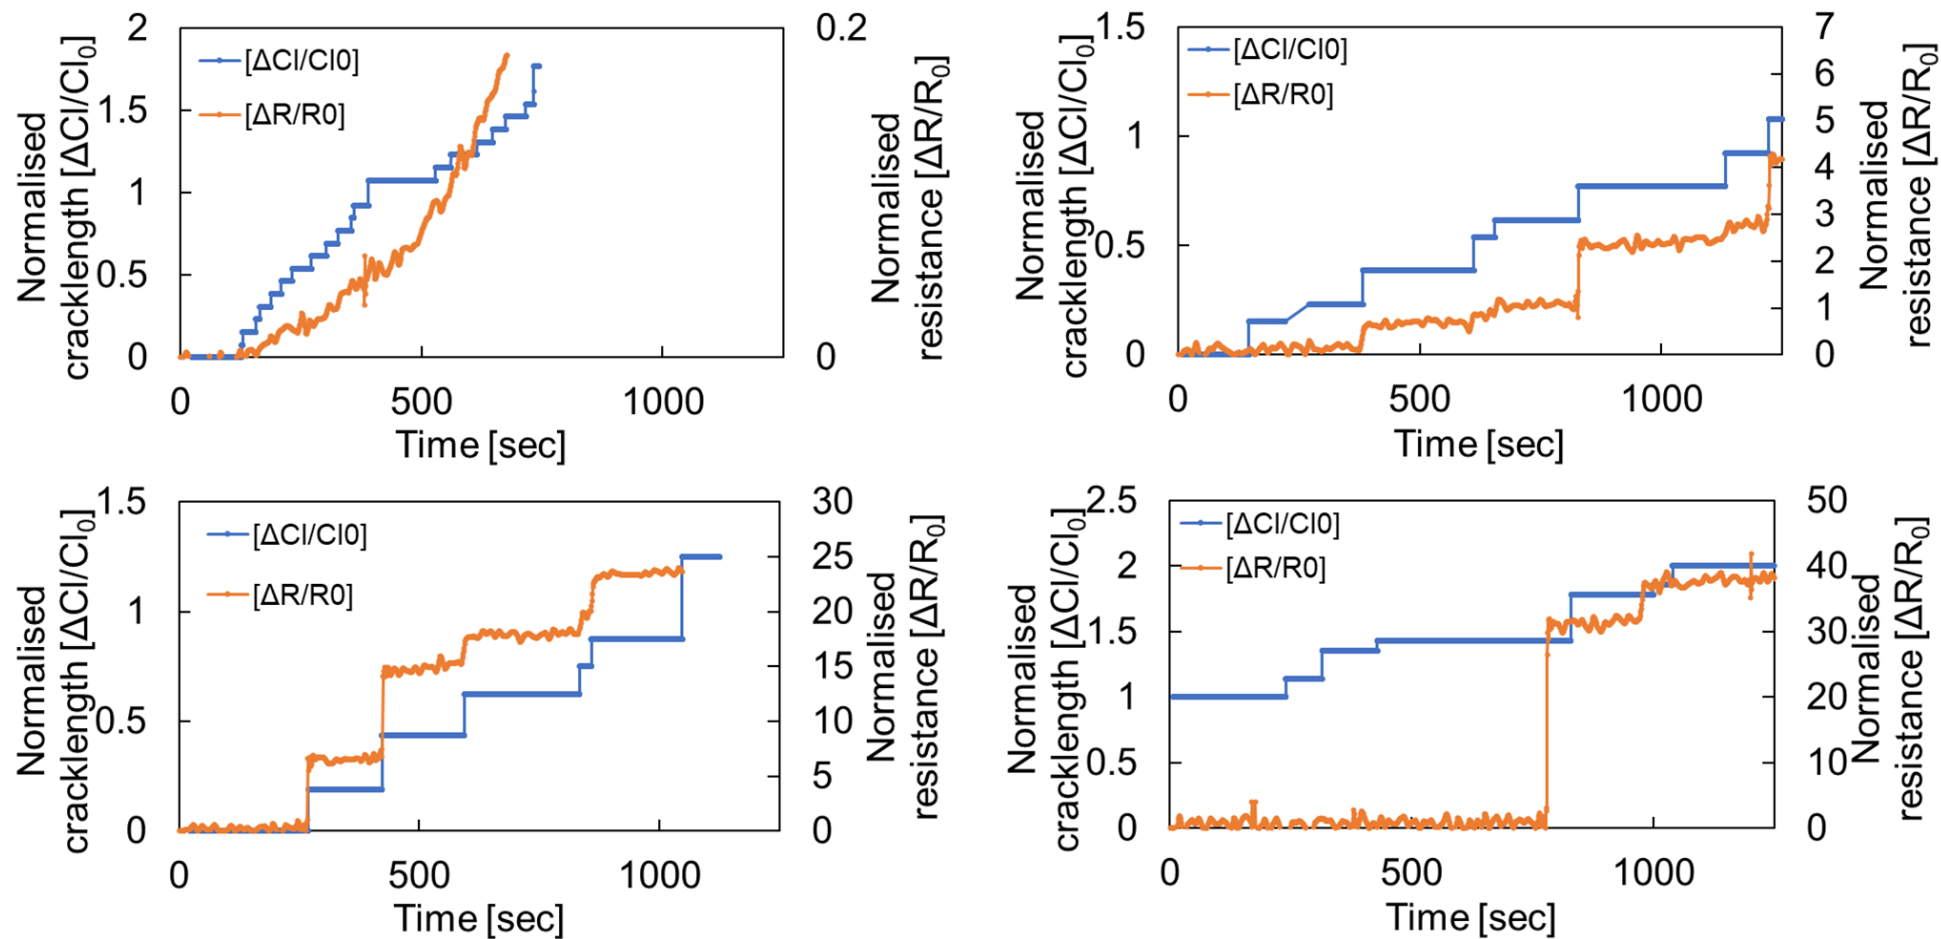 2
1.5
1
0.5
0
Normalised
cracklength [ΔCl/Cl0]
[ΔCl/Cl0]
[ΔR/R0]
0.2
0
Normalised
resistance [ΔR/R0]
0
500
1000
Time [sec]
1.5
1
0.5
0
Normalised
cracklength [ΔCl/Cl0]
[ΔCl/Cl0]
[ΔR/R0]
7
6
5
4
3
2
1
0
Normalised
resistance [ΔR/R0]
0
500
1000
Time [sec]
1.5
1
0.5
0
Normalised
cracklength [ΔCl/Cl0]
[ΔCl/Cl0]
[ΔR/R0]
30
25
20
15
10
5
0
Normalised
resistance [ΔR/R0]
0
500
1000
Time [sec]
2.5
2
1.5
1
0.5
0
Normalised
cracklength [ΔCl/Cl0]
[ΔCl/Cl0]
[ΔR/R0]
50
40
30
20
10
0
Normalised
resistance [ΔR/R0]
0
500
1000
Time [sec]